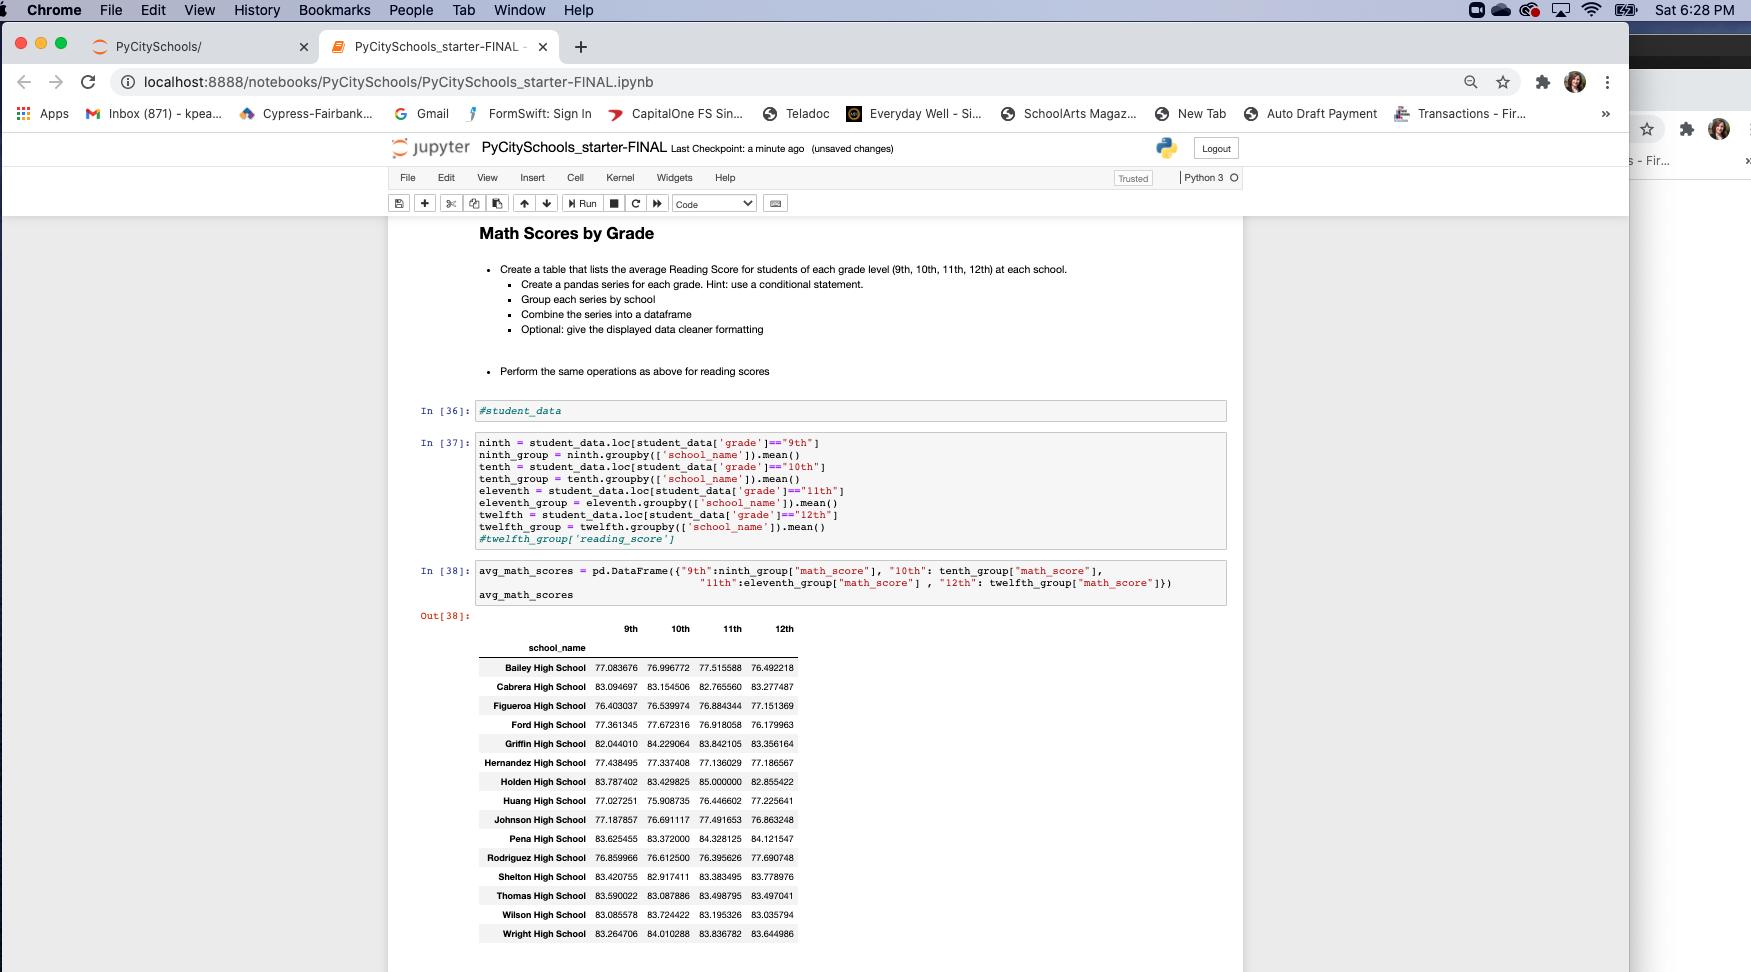 Chrome File Edit View History Bookmarks People Tab Window Help Sat 6:28 PM
PyCitySchools/ PyCitySchools_starter-FINAL -
localhost:8888/notebooks/PyCitySchools/PyCitySchools_starter-FINAL.ipynb
Apps Inbox (871) - kpea... Cypress-Fairbank... Gmail FormSwift: Sign In CapitalOne FS Sin... Teladoc Everyday Well - Si... SchoolArts Magaz... New Tab Auto Draft Payment Transactions - Fir... »
s - Fir... »
jupyter PyCitySchools_starter-FINAL Last Checkpoint: a minute ago (unsaved changes) Logout
File Edit View Insert Cell Kernel Widgets Help Trusted Python 3
Run Code
Math Scores by Grade
• Create a table that lists the average Reading Score for students of each grade level (9th, 10th, 11th, 12th) at each school.
▪ Create a pandas series for each grade. Hint: use a conditional statement.
▪ Group each series by school
▪ Combine the series into a dataframe
▪ Optional: give the displayed data cleaner formatting
• Perform the same operations as above for reading scores
In [36]: #student_data
In [37]: ninth = student_data.loc[student_data['grade']=="9th"]
ninth_group = ninth.groupby(['school_name']).mean()
tenth = student_data.loc[student_data['grade']=="10th"]
tenth_group = tenth.groupby(['school_name']).mean()
eleventh = student_data.loc[student_data['grade']=="11th"]
eleventh_group = eleventh.groupby(['school_name']).mean()
twelfth = student_data.loc[student_data['grade']=="12th"]
twelfth_group = twelfth.groupby(['school_name']).mean()
#twelfth_group['reading_score']
In [38]: avg_math_scores = pd.DataFrame({"9th":ninth_group["math_score"], "10th": tenth_group["math_score"],
"11th":eleventh_group["math_score"] , "12th": twelfth_group["math_score"]})
avg_math_scores
Out[38]:
9th 10th 11th 12th
school_name
Bailey High School 77.083676 76.996772 77.515588 76.492218
Cabrera High School 83.094697 83.154506 82.765560 83.277487
Figueroa High School 76.403037 76.539974 76.884344 77.151369
Ford High School 77.361345 77.672316 76.918058 76.179963
Griffin High School 82.044010 84.229064 83.842105 83.356164
Hernandez High School 77.438495 77.337408 77.136029 77.186567
Holden High School 83.787402 83.429825 85.000000 82.855422
Huang High School 77.027251 75.908735 76.446602 77.225641
Johnson High School 77.187857 76.691117 77.491653 76.863248
Pena High School 83.625455 83.372000 84.328125 84.121547
Rodriguez High School 76.859966 76.612500 76.395626 77.690748
Shelton High School 83.420755 82.917411 83.383495 83.778976
Thomas High School 83.590022 83.087886 83.498795 83.497041
Wilson High School 83.085578 83.724422 83.195326 83.035794
Wright High School 83.264706 84.010288 83.836782 83.644986